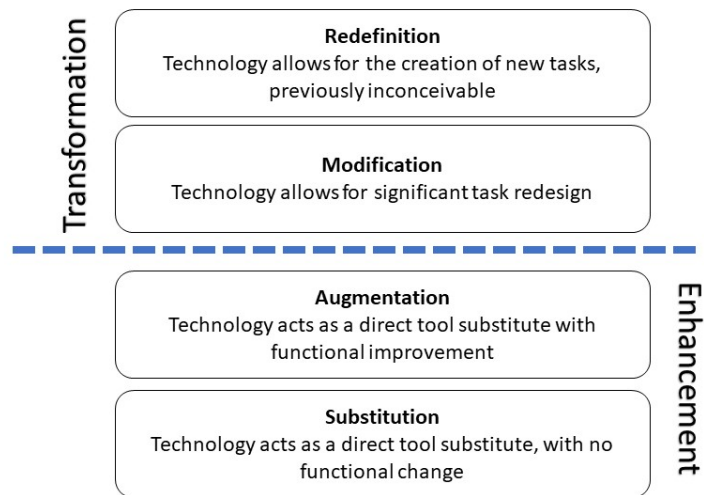 Transformation
Redefinition
Technology allows for the creation of new tasks,
previously inconceivable
Modification
Technology allows for significant task redesign
Enhancement
Augmentation
Technology acts as a direct tool substitute with
functional improvement
Substitution
Technology acts as a direct tool substitute, with no
functional change